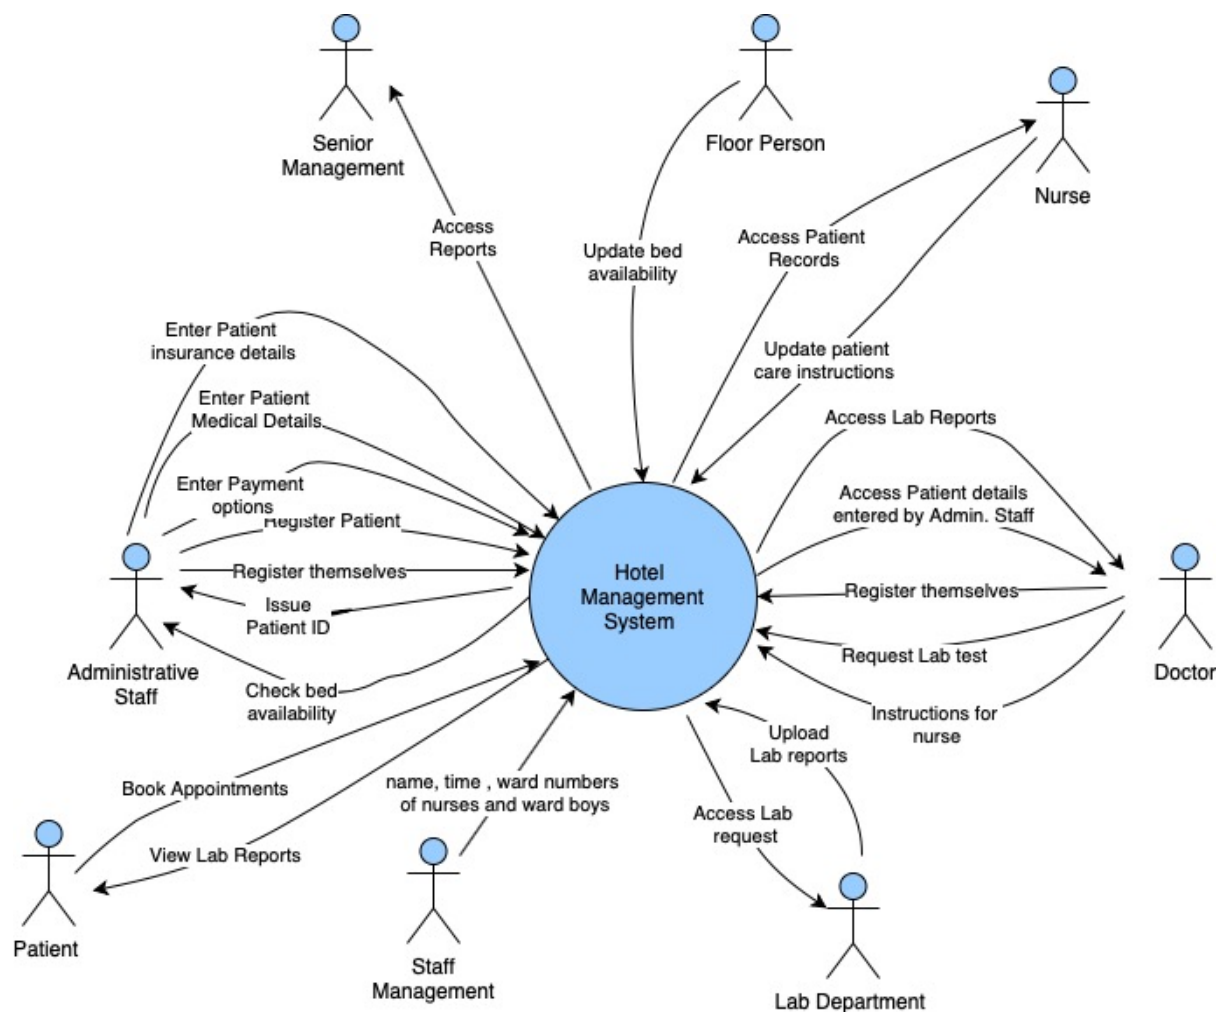 Senior
Management
Floor Person
Nurse
Access
Reports
Update bed
availability
Access Patient
Records
Enter Patient
insurance details
Update patient
care instructions
Enter Patient
Medical Details
Access Lab Reports
Enter Payment
options
Access Patient details
entered by Admin. Staff
Register Patient
Register themselves
Hotel
Management
System
Register themselves
Issue
Patient ID
Administrative
Staff
Request Lab test
Doctor
Check bed
availability
Instructions for
nurse
Upload
Lab reports
Book Appointments
name, time , ward numbers
of nurses and ward boys
Access Lab
request
View Lab Reports
Patient
Staff
Management
Lab Department